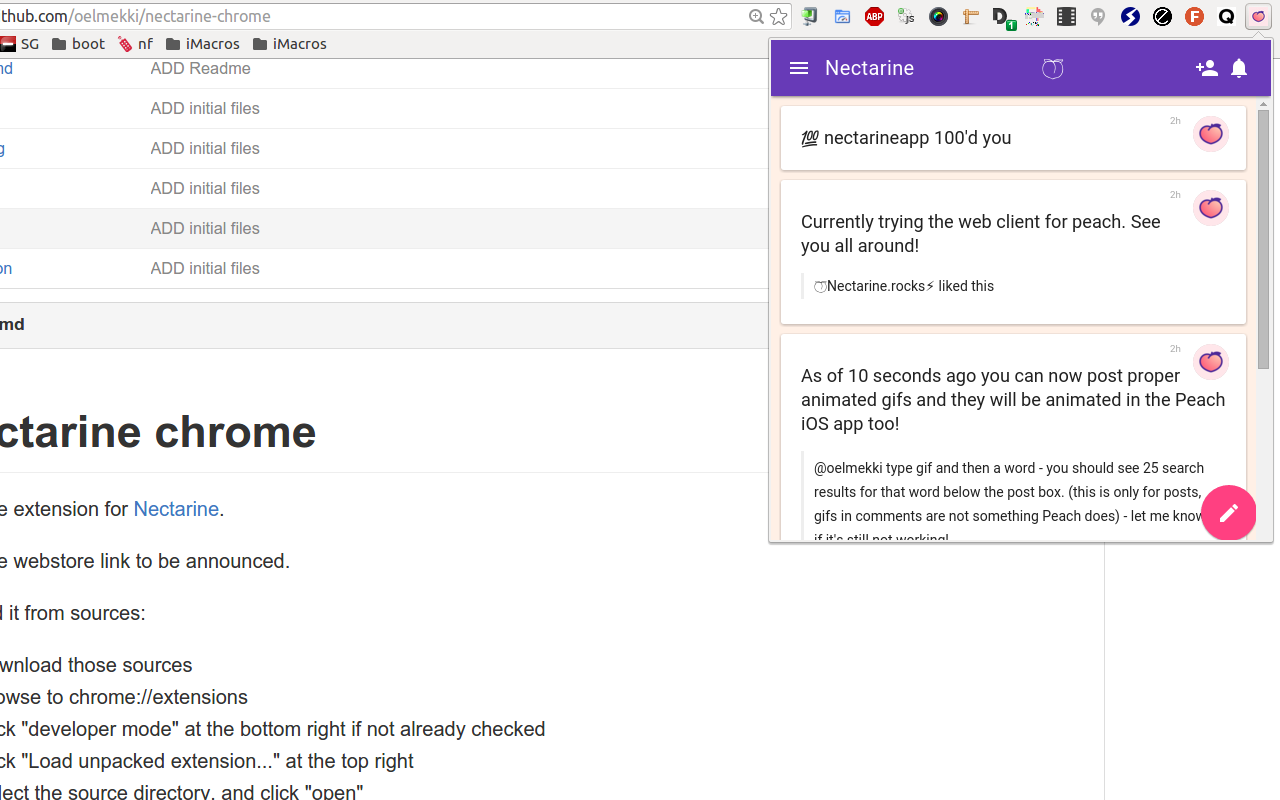 thub.com/oelmekki/nectarine-chrome
SG boot nf iMacros iMacros
md ADD Readme
ADD initial files
g ADD initial files
ADD initial files
ADD initial files
on ADD initial files
md
ctarine chrome
e extension for Nectarine.
e webstore link to be announced.
d it from sources:
wnload those sources
owse to chrome://extensions
ck "developer mode" at the bottom right if not already checked
ck "Load unpacked extension..." at the top right
lect the source directory, and click "open"
ABP js D 1 F Q
Nectarine
2h
💯 nectarineapp 100'd you
2h
Currently trying the web client for peach. See
you all around!
🍑Nectarine.rocks⚡ liked this
2h
As of 10 seconds ago you can now post proper
animated gifs and they will be animated in the Peach
iOS app too!
@oelmekki type gif and then a word - you should see 25 search
results for that word below the post box. (this is only for posts,
gifs in comments are not something Peach does) - let me know
if it's still not working!